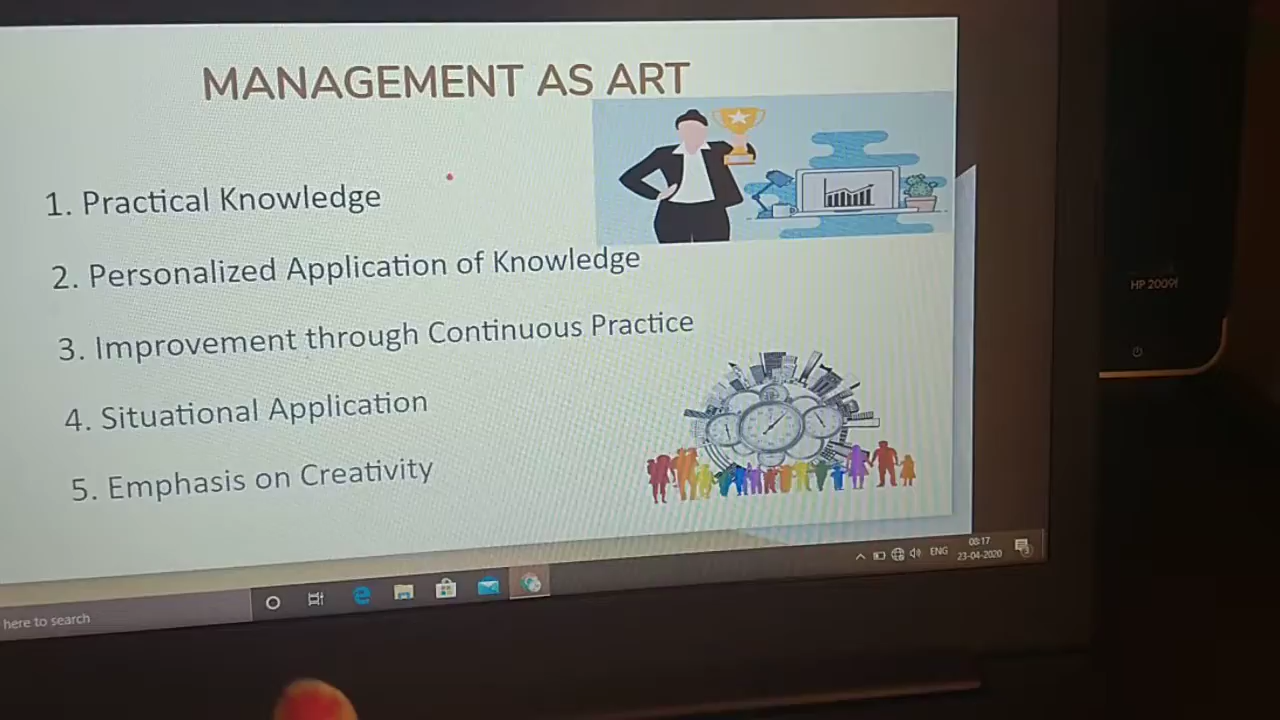 MANAGEMENT AS ART
1. Practical Knowledge
2. Personalized Application of Knowledge
3. Improvement through Continuous Practice
4. Situational Application
5. Emphasis on Creativity
HP 2009f
ENG
08:17
23-04-2020
3
here to search